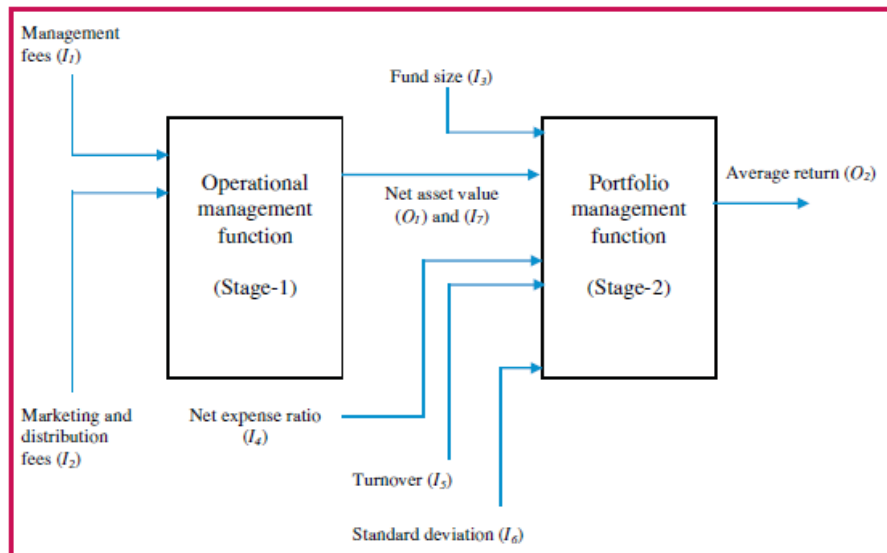 Management
fees (I1)
Fund size (I3)
Operational
management
function
(Stage-1)
Net asset value
(O1) and (I7)
Portfolio
management
function
(Stage-2)
Average return (O2)
Marketing and
distribution
fees (I2)
Net expense ratio
(I4)
Turnover (I5)
Standard deviation (I6)